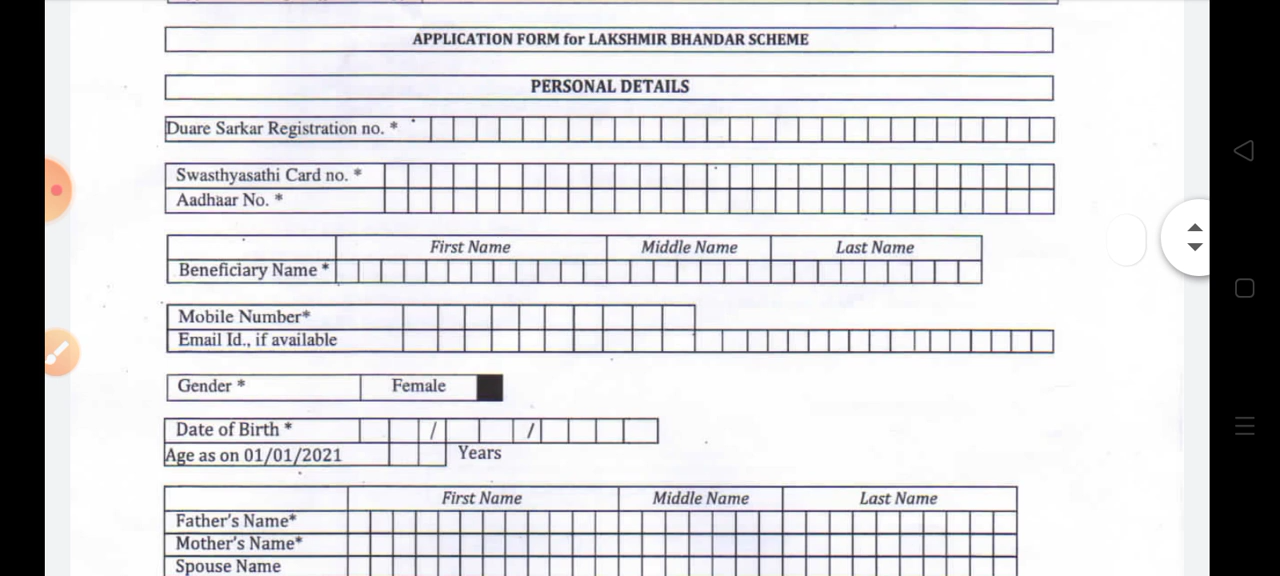 APPLICATION FORM for LAKSHMIR BHANDAR SCHEME
PERSONAL DETAILS
Duare Sarkar Registration no. *
Swasthyasathi Card no. *
Aadhaar No. *
First Name Middle Name Last Name
Beneficiary Name *
Mobile Number*
Email Id., if available
Gender * Female
Date of Birth * / /
Age as on 01/01/2021 Years
First Name Middle Name Last Name
Father's Name*
Mother's Name*
Spouse Name